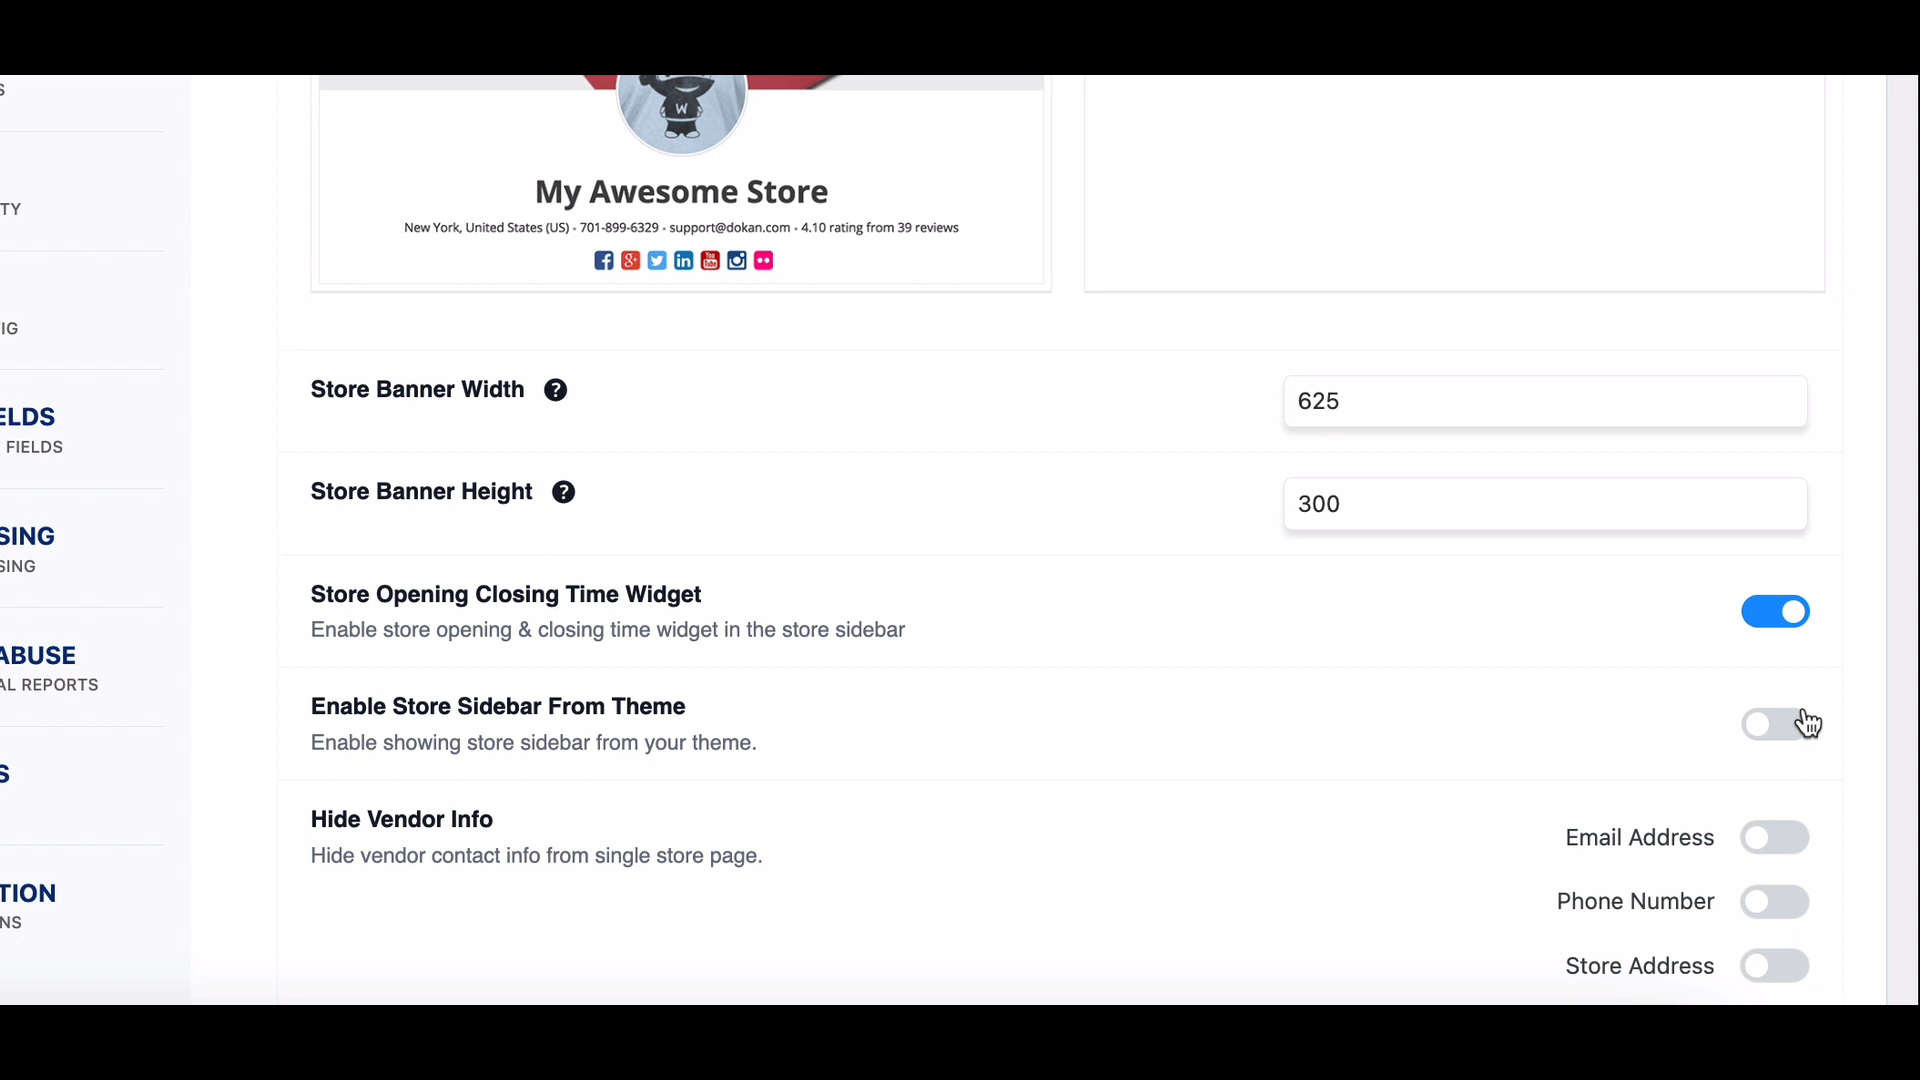 S
TY
IG
ELDS
FIELDS
SING
SING
ABUSE
AL REPORTS
S
TION
NS
W
My Awesome Store
New York, United States (US) • 701-899-6329 • support@dokan.com • 4.10 rating from 39 reviews
Store Banner Width ?
625
Store Banner Height ?
300
Store Opening Closing Time Widget
Enable store opening & closing time widget in the store sidebar
Enable Store Sidebar From Theme
Enable showing store sidebar from your theme.
Hide Vendor Info
Hide vendor contact info from single store page.
Email Address
Phone Number
Store Address